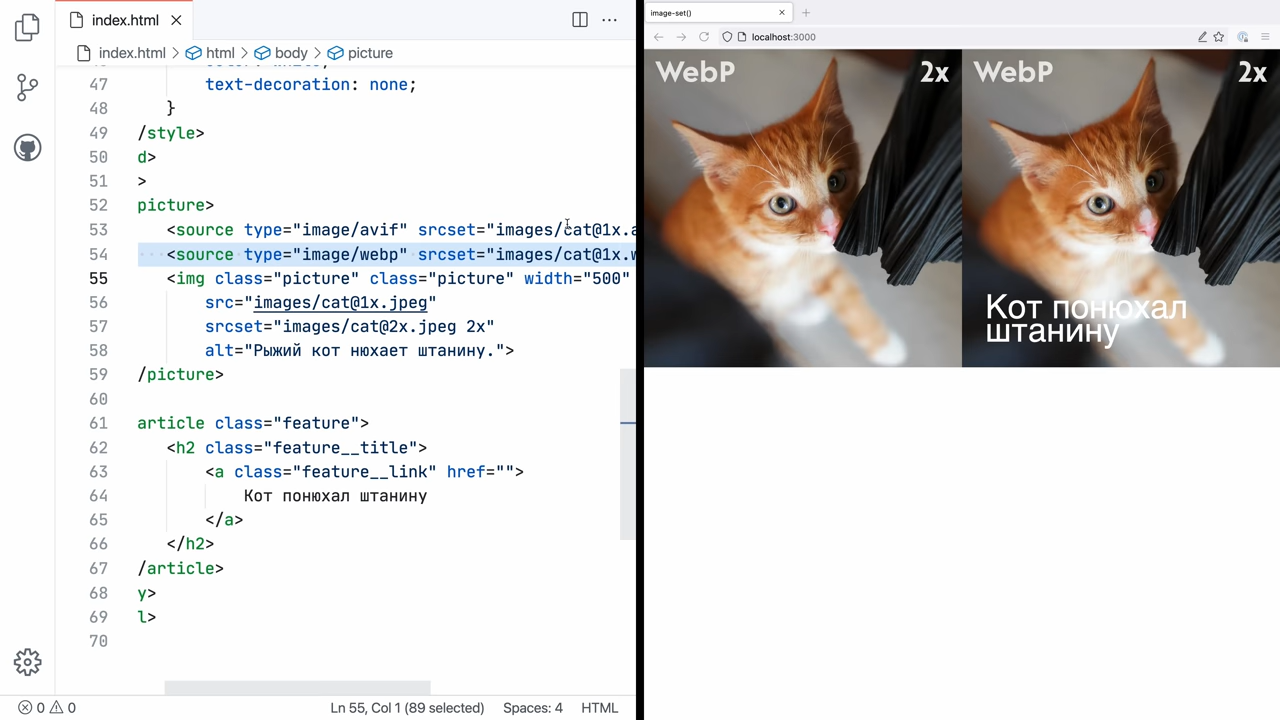 index.html
index.html > html > body > picture
47 text-decoration: none;
48 }
49 /style>
50 d>
51 >
52 picture>
53 <source type="image/avif" srcset="images/cat@1x.a
54 <source type="image/webp" srcset="images/cat@1x.w
55 <img class="picture" class="picture" width="500"
56 src="images/cat@1x.jpeg"
57 srcset="images/cat@2x.jpeg 2x"
58 alt="Рыжий кот нюхает штанину.">
59 /picture>
60
61 article class="feature">
62 <h2 class="feature__title">
63 <a class="feature__link" href="">
64 Кот понюхал штанину
65 </a>
66 </h2>
67 /article>
68 y>
69 l>
70
0 0
Ln 55, Col 1 (89 selected)
Spaces: 4
HTML
image-set()
localhost:3000
WebP 2x
WebP 2x
Кот понюхал
штанину